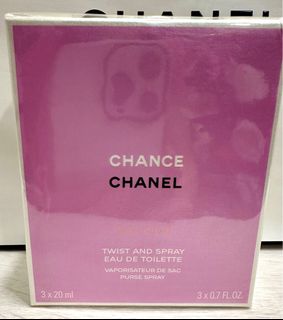 CHANEL
CHANCE
CHANEL
TWIST AND SPRAY
EAU DE TOILETTE
VAPORISATEUR DE SAC
PURSE SPRAY
3 x 20 ml 3 x 0.7 FL. OZ.